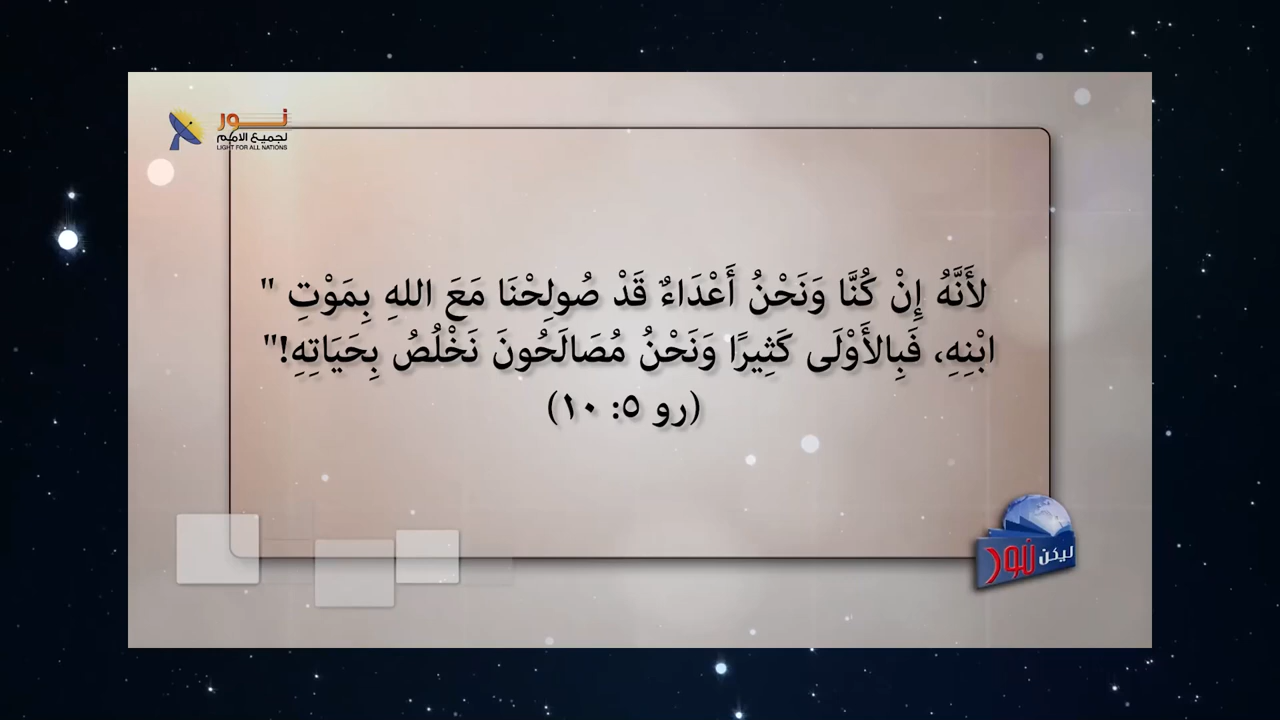 نور
لجميع الأمم
LIGHT FOR ALL NATIONS
" لأَنَّهُ إِنْ كُنَّا وَنَحْنُ أَعْدَاءٌ قَدْ صُولِحْنَا مَعَ اللهِ بِمَوْتِ
ابْنِهِ، فَبِالأَوْلَى كَثِيرًا وَنَحْنُ مُصَالَحُونَ نَخْلُصُ بِحَيَاتِهِ!"
(رو ٥: ١٠)
ليكن نور